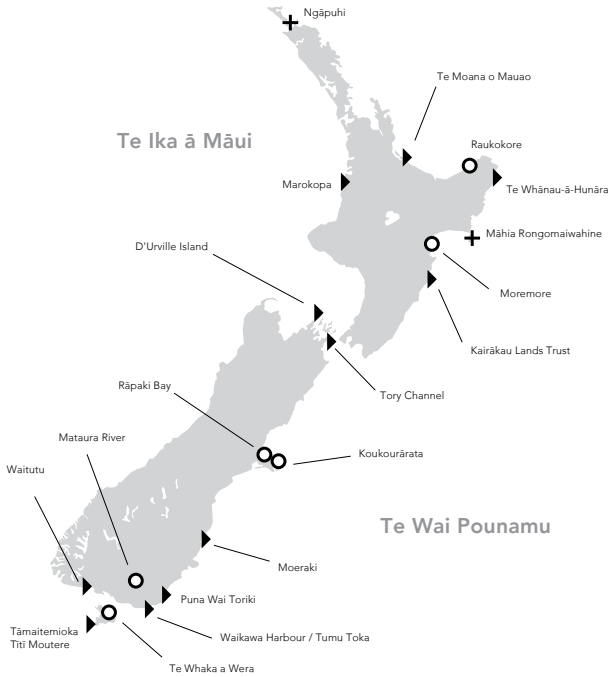 Ngāpuhi
Te Moana o Mauao
Te Ika ā Māui
Raukokore
Marokopa
Te Whānau-ā-Hunāra
Māhia Rongomaiwahine
D'Urville Island
Moremore
Kairākau Lands Trust
Rāpaki Bay
Tory Channel
Mataura River
Koukourārata
Waitutu
Te Wai Pounamu
Moeraki
Puna Wai Toriki
Tāmaitemioka
Tītī Moutere
Waikawa Harbour / Tumu Toka
Te Whaka a Wera